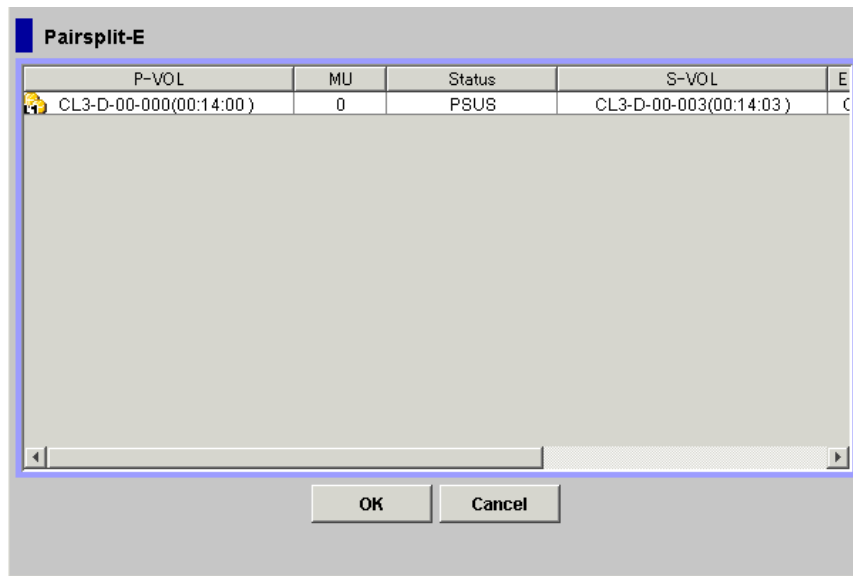 Pairsplit-E
P-VOL MU Status S-VOL E
CL3-D-00-000(00:14:00 ) 0 PSUS CL3-D-00-003(00:14:03 )
OK Cancel